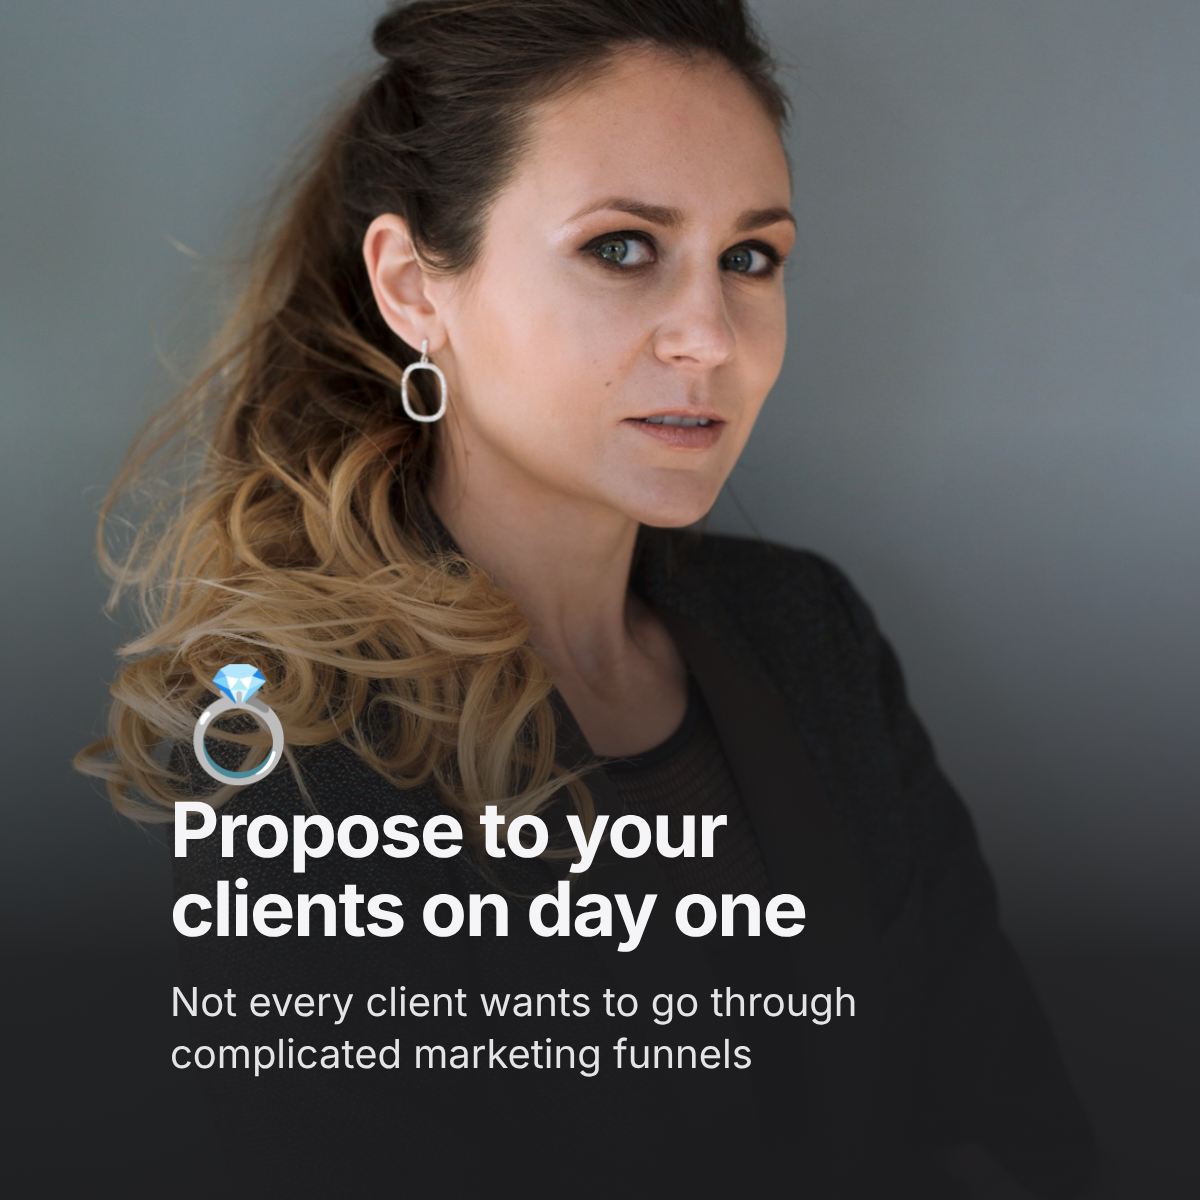 Propose to your
clients on day one
Not every client wants to go through
complicated marketing funnels